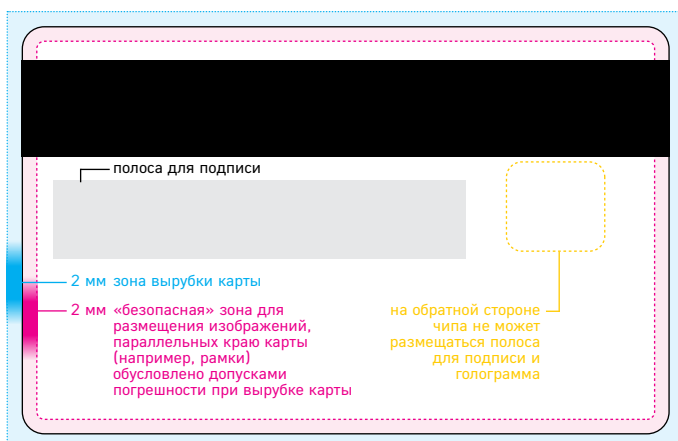 полоса для подписи
2 мм зона вырубки карты
2 мм «безопасная» зона для
размещения изображений,
параллельных краю карты
(например, рамки)
обусловлено допусками
погрешности при вырубке карты
на обратной стороне
чипа не может
размещаться полоса
для подписи и
голограмма